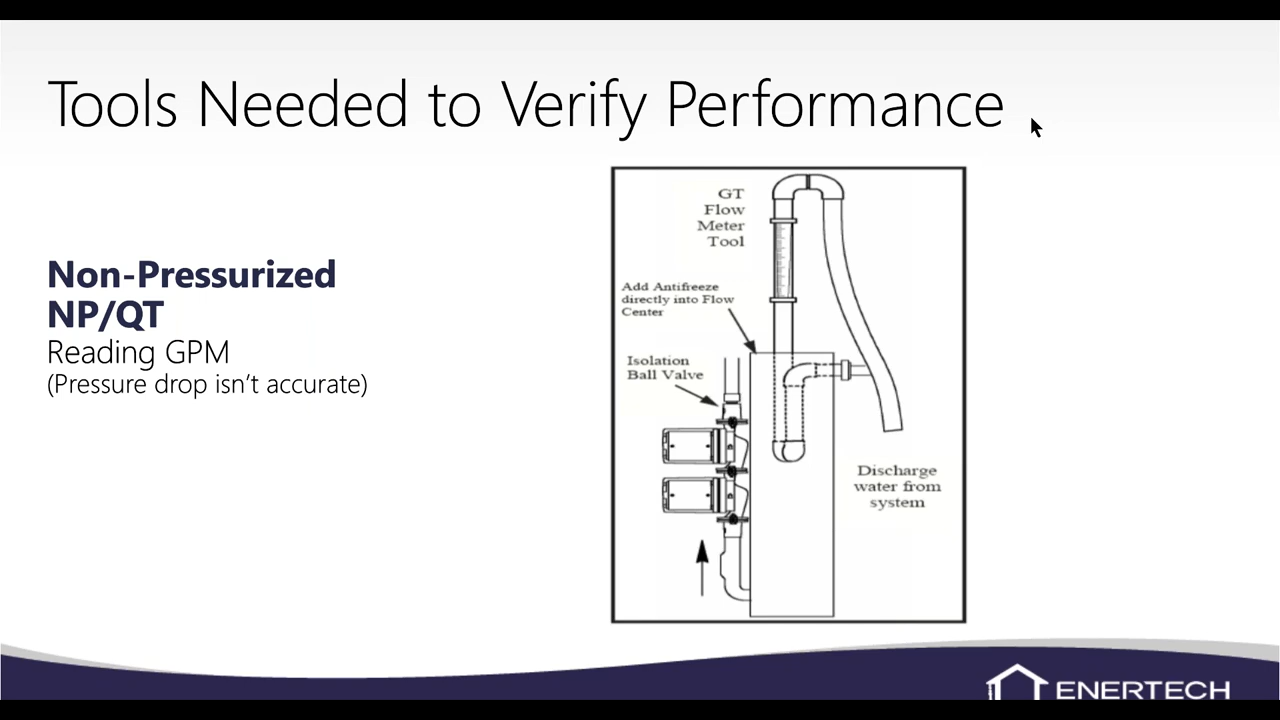 Tools Needed to Verify Performance
Non-Pressurized
NP/QT
Reading GPM
(Pressure drop isn't accurate)
GT
Flow
Meter
Tool
Add Antifreeze
directly into Flow
Center
Isolation
Ball Valve
Discharge
water from
system
ENERTECH